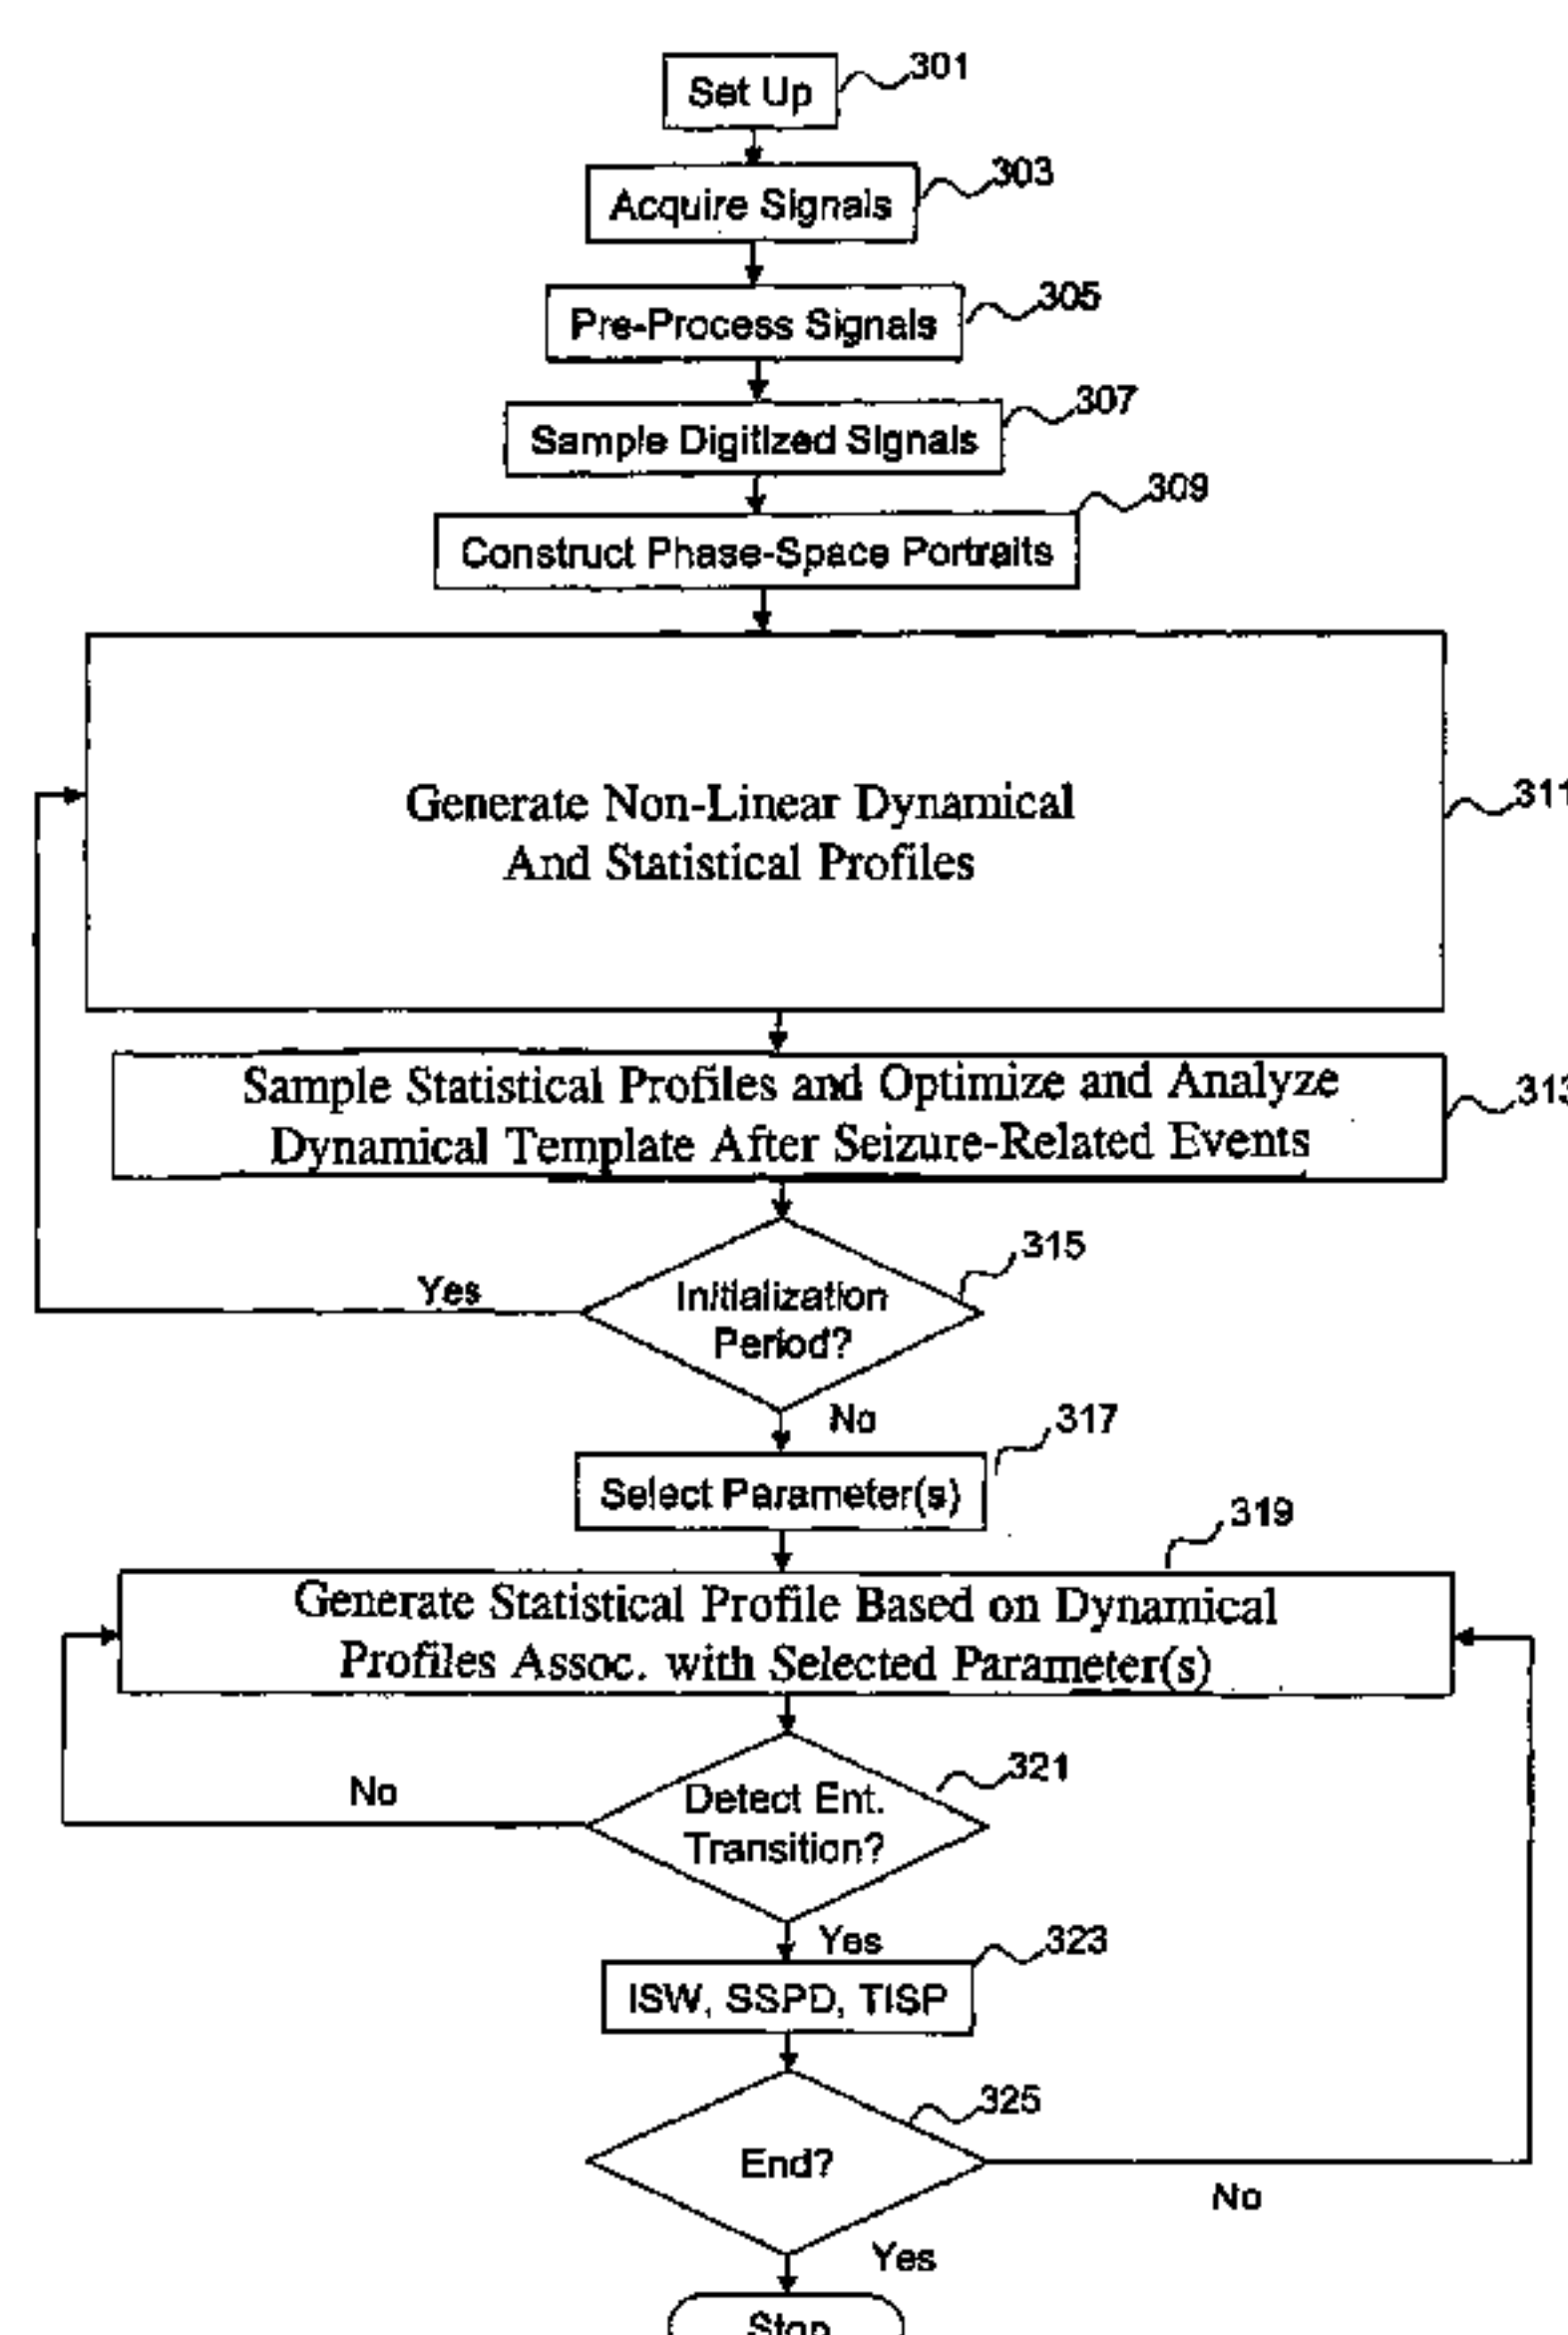 Set Up
301
Acquire Signals
303
Pre-Process Signals
305
Sample Digitized Signals
307
Construct Phase-Space Portraits
309
Generate Non-Linear Dynamical
And Statistical Profiles
311
Sample Statistical Profiles and Optimize and Analyze
Dynamical Template After Seizure-Related Events
313
Initialization
Period?
315
Yes
No
Select Parameter(s)
317
Generate Statistical Profile Based on Dynamical
Profiles Assoc. with Selected Parameter(s)
319
Detect Ent.
Transition?
321
No
Yes
ISW, SSPD, TISP
323
End?
325
No
Yes
Stop